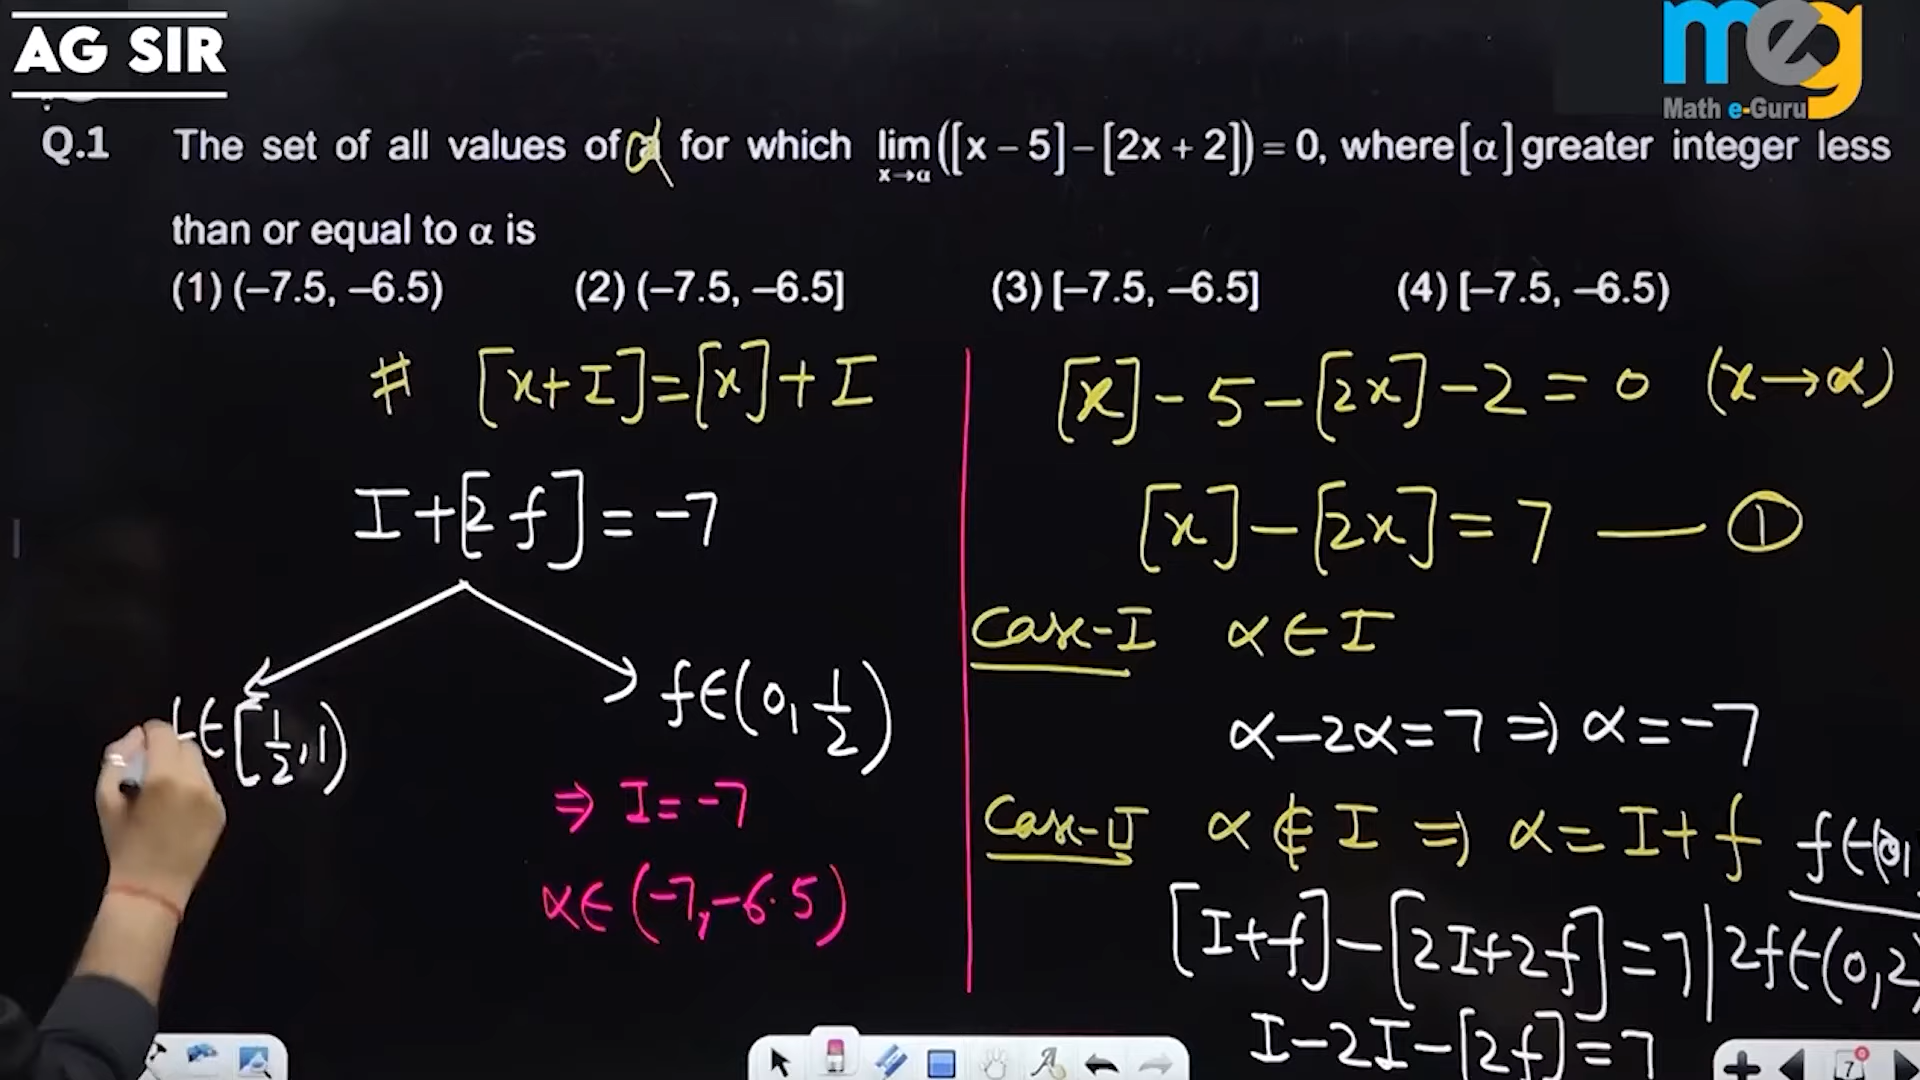 AG SIR
meg
Math e-Guru
Q.1 The set of all values of α for which lim x→α ([x – 5] – [2x + 2]) = 0, where [α] greater integer less
than or equal to α is
(1) (–7.5, –6.5) (2) (–7.5, –6.5] (3) [–7.5, –6.5] (4) [–7.5, –6.5)
# [x+I]=[x]+I
I+[2f]=-7
f∈[1/2,1)
f∈(0,1/2)
⇒ I=-7
α∈(-7,-6.5)
[x]-5-[2x]-2=0 (x→α)
[x]-[2x]=7 — ①
Case-I α∈I
α-2α=7 ⇒ α=-7
Case-II α∉I ⇒ α=I+f f∈(0,
[I+f]-[2I+2f]=7 | 2f∈(0,2)
I-2I-[2f]=7
7